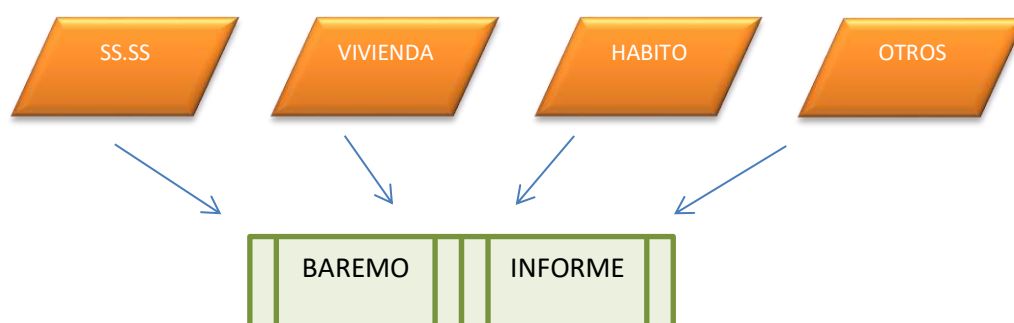 SS.SS
VIVIENDA
HABITO
OTROS
BAREMO
INFORME